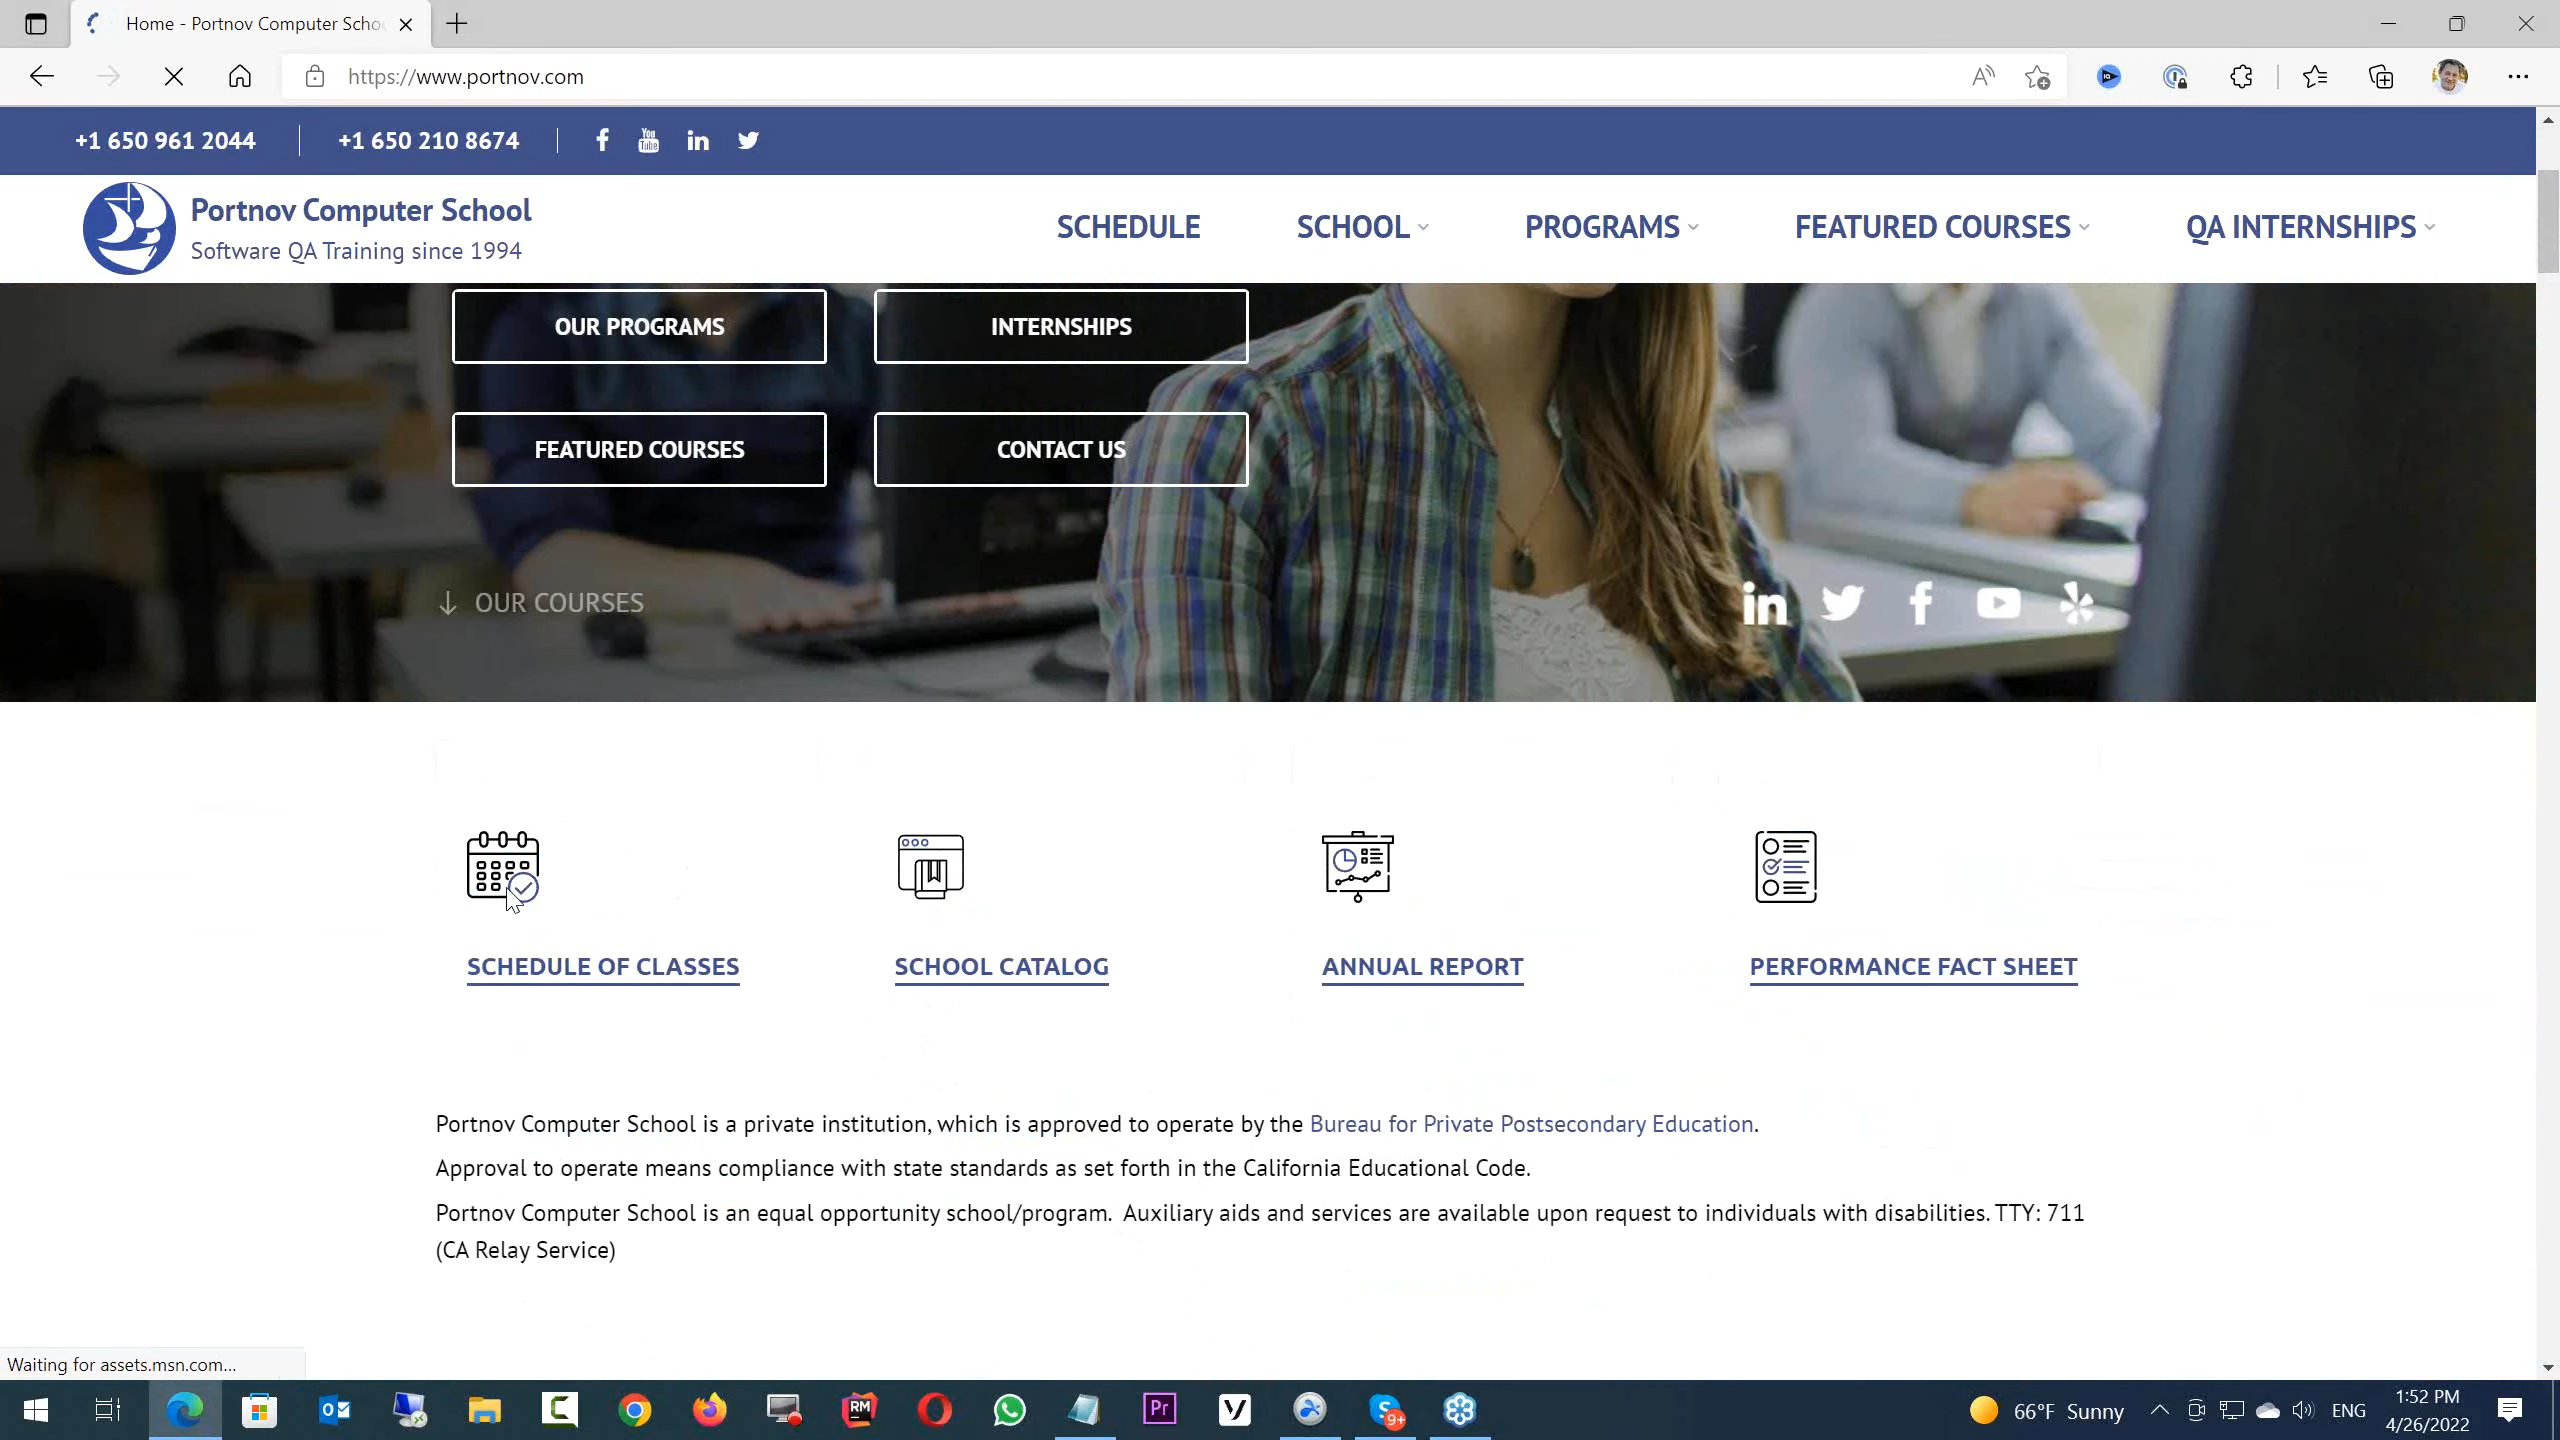 Home - Portnov Computer Scho
https://www.portnov.com
+1 650 961 2044
+1 650 210 8674
You
Tube
Portnov Computer School
Software QA Training since 1994
SCHEDULE
SCHOOL
PROGRAMS
FEATURED COURSES
QA INTERNSHIPS
OUR PROGRAMS
INTERNSHIPS
FEATURED COURSES
CONTACT US
OUR COURSES
SCHEDULE OF CLASSES
SCHOOL CATALOG
ANNUAL REPORT
PERFORMANCE FACT SHEET
Portnov Computer School is a private institution, which is approved to operate by the Bureau for Private Postsecondary Education.
Approval to operate means compliance with state standards as set forth in the California Educational Code.
Portnov Computer School is an equal opportunity school/program. Auxiliary aids and services are available upon request to individuals with disabilities. TTY: 711
(CA Relay Service)
Waiting for assets.msn.com...
RM
Pr
9+
66°F Sunny
ENG
1:52 PM
4/26/2022